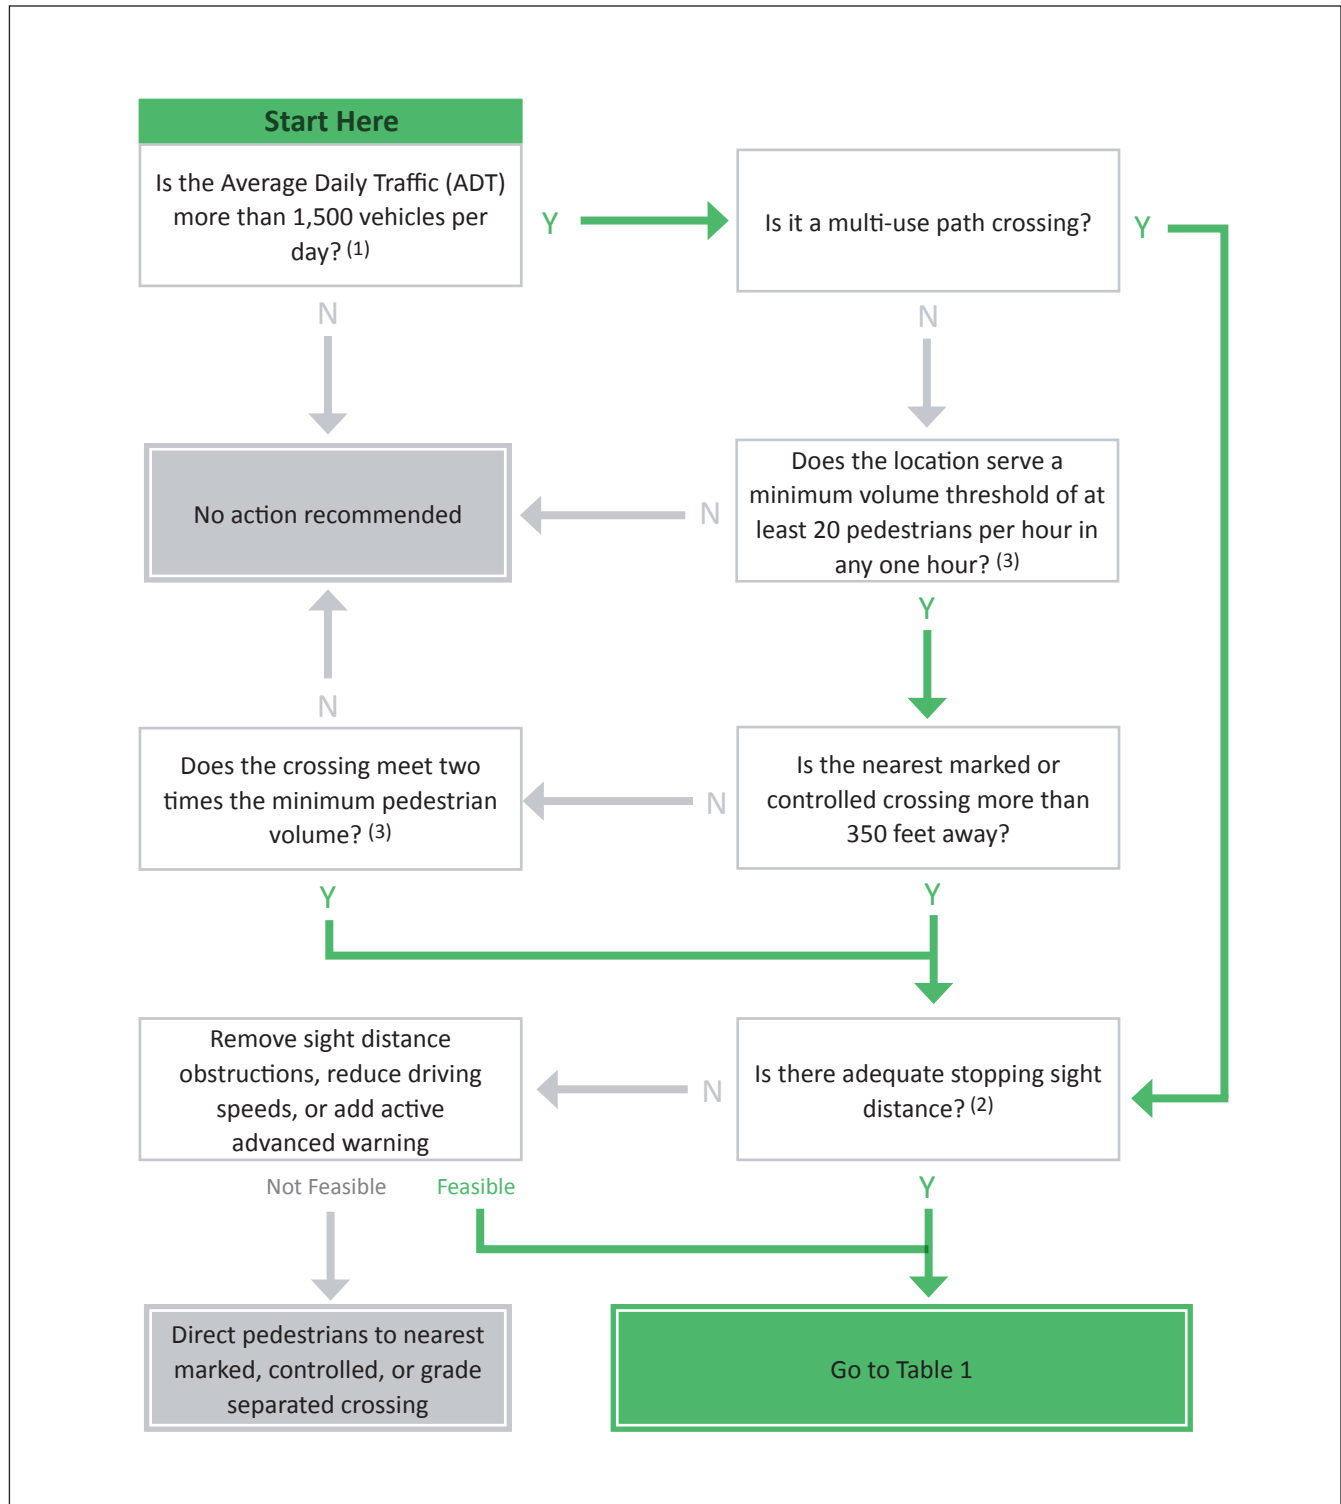 Start Here
Is the Average Daily Traffic (ADT)
more than 1,500 vehicles per
day? (1)
Y
Is it a multi-use path crossing?
Y
N
N
No action recommended
N
Does the location serve a
minimum volume threshold of at
least 20 pedestrians per hour in
any one hour? (3)
Y
N
Does the crossing meet two
times the minimum pedestrian
volume? (3)
N
Is the nearest marked or
controlled crossing more than
350 feet away?
Y
Y
Remove sight distance
obstructions, reduce driving
speeds, or add active
advanced warning
N
Is there adequate stopping sight
distance? (2)
Not Feasible
Feasible
Y
Direct pedestrians to nearest
marked, controlled, or grade
separated crossing
Go to Table 1